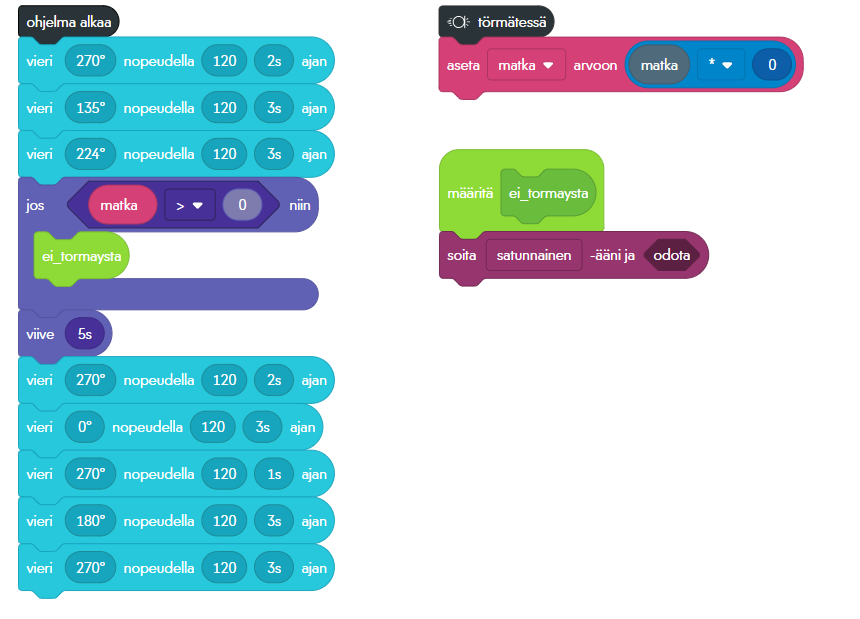 ohjelma alkaa
vieri 270° nopeudella 120 2s ajan
vieri 135° nopeudella 120 3s ajan
vieri 224° nopeudella 120 3s ajan
jos matka > 0 niin
ei_tormaysta
viive 5s
vieri 270° nopeudella 120 2s ajan
vieri 0° nopeudella 120 3s ajan
vieri 270° nopeudella 120 1s ajan
vieri 180° nopeudella 120 3s ajan
vieri 270° nopeudella 120 3s ajan
törmätessä
aseta matka arvoon matka * 0
määritä ei_tormaysta
soita satunnainen -ääni ja odota